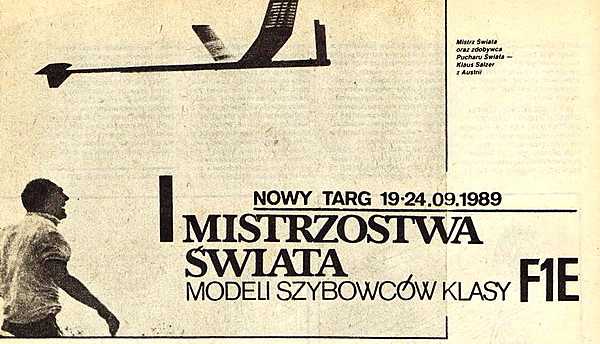 Mistrz Świata
oraz zdobywca
Pucharu Świata —
Klaus Salzer
z Austrii
NOWY TARG 19-24.09.1989
I MISTRZOSTWA
ŚWIATA
MODELI SZYBOWCÓW KLASY F1E